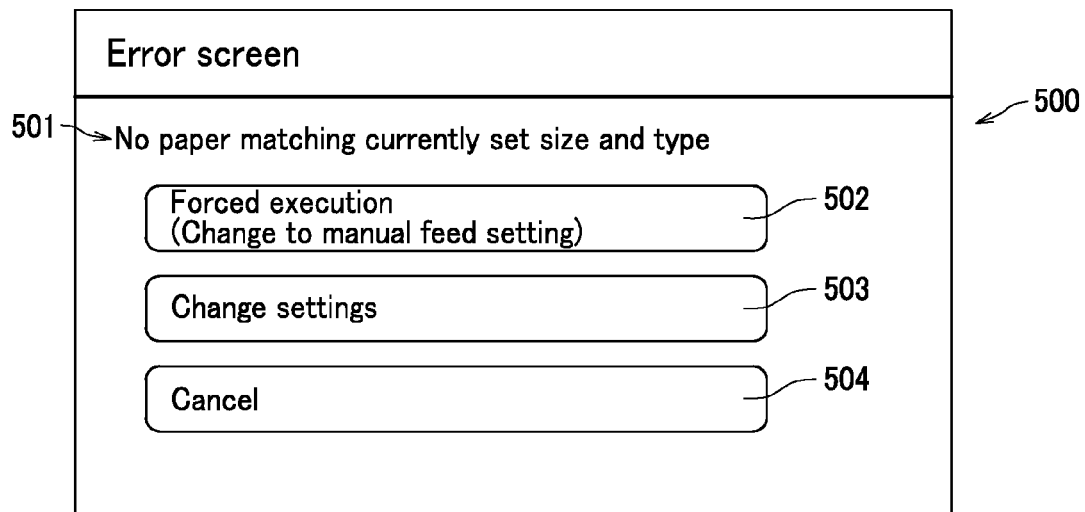 Error screen
500
501
No paper matching currently set size and type
Forced execution
(Change to manual feed setting)
502
Change settings
503
Cancel
504